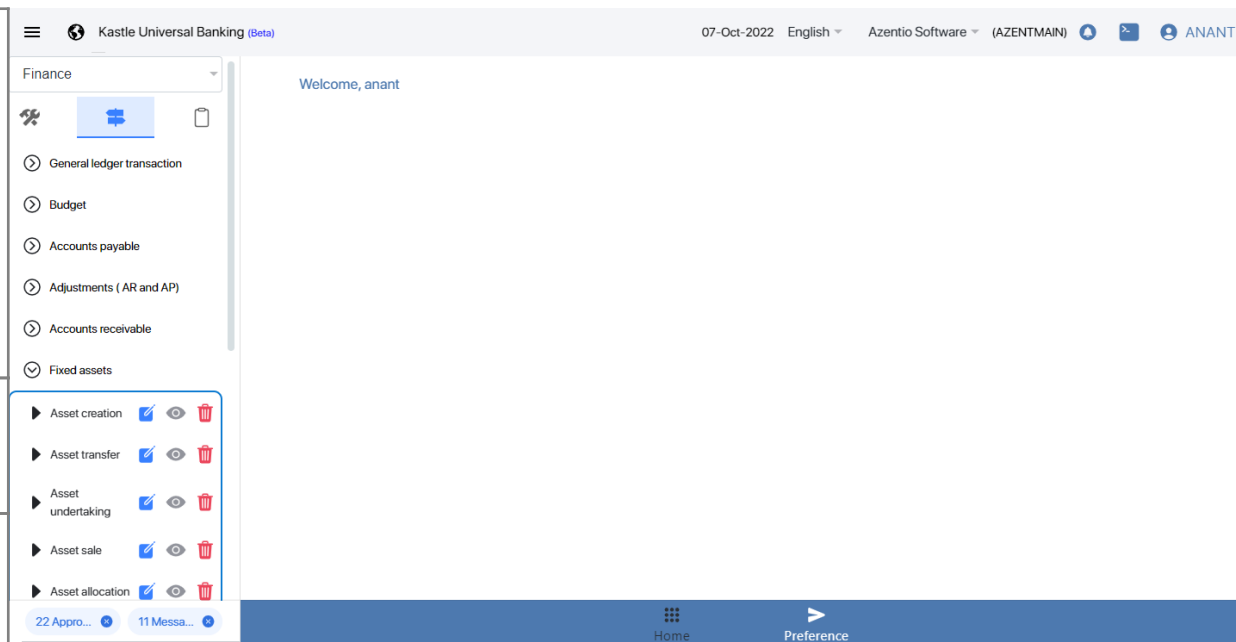 Kastle Universal Banking (Beta)
07-Oct-2022 English Azentio Software (AZENTMAIN) ANANT
Finance
Welcome, anant
General ledger transaction
Budget
Accounts payable
Adjustments ( AR and AP)
Accounts receivable
Fixed assets
Asset creation
Asset transfer
Asset
undertaking
Asset sale
Asset allocation
22 Appro... 11 Messa...
Home Preference